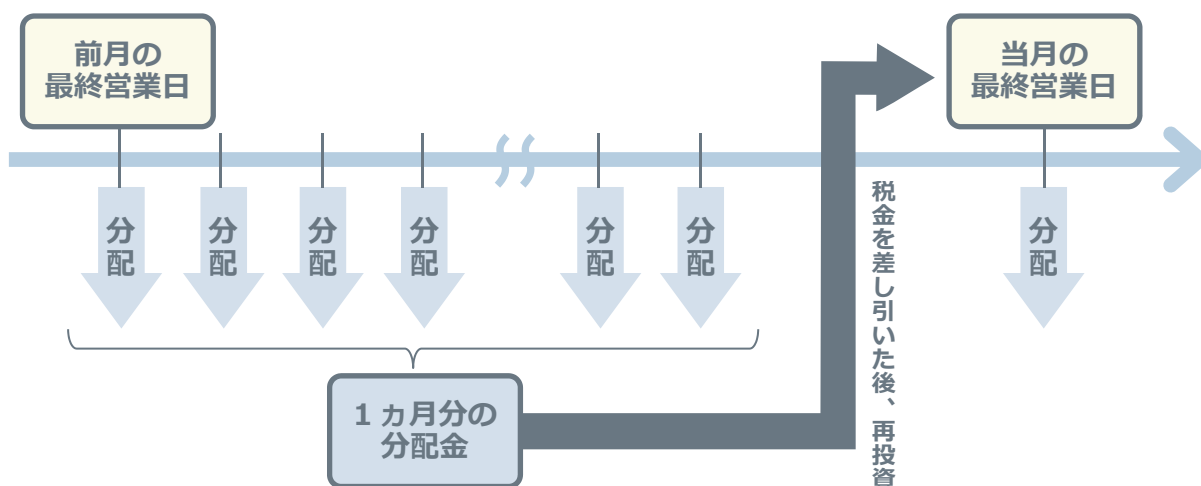 前月の
最終営業日
当月の
最終営業日
分配
分配
分配
分配
分配
分配
分配
税金を差し引いた後、再投資
1 ヵ月分の
分配金